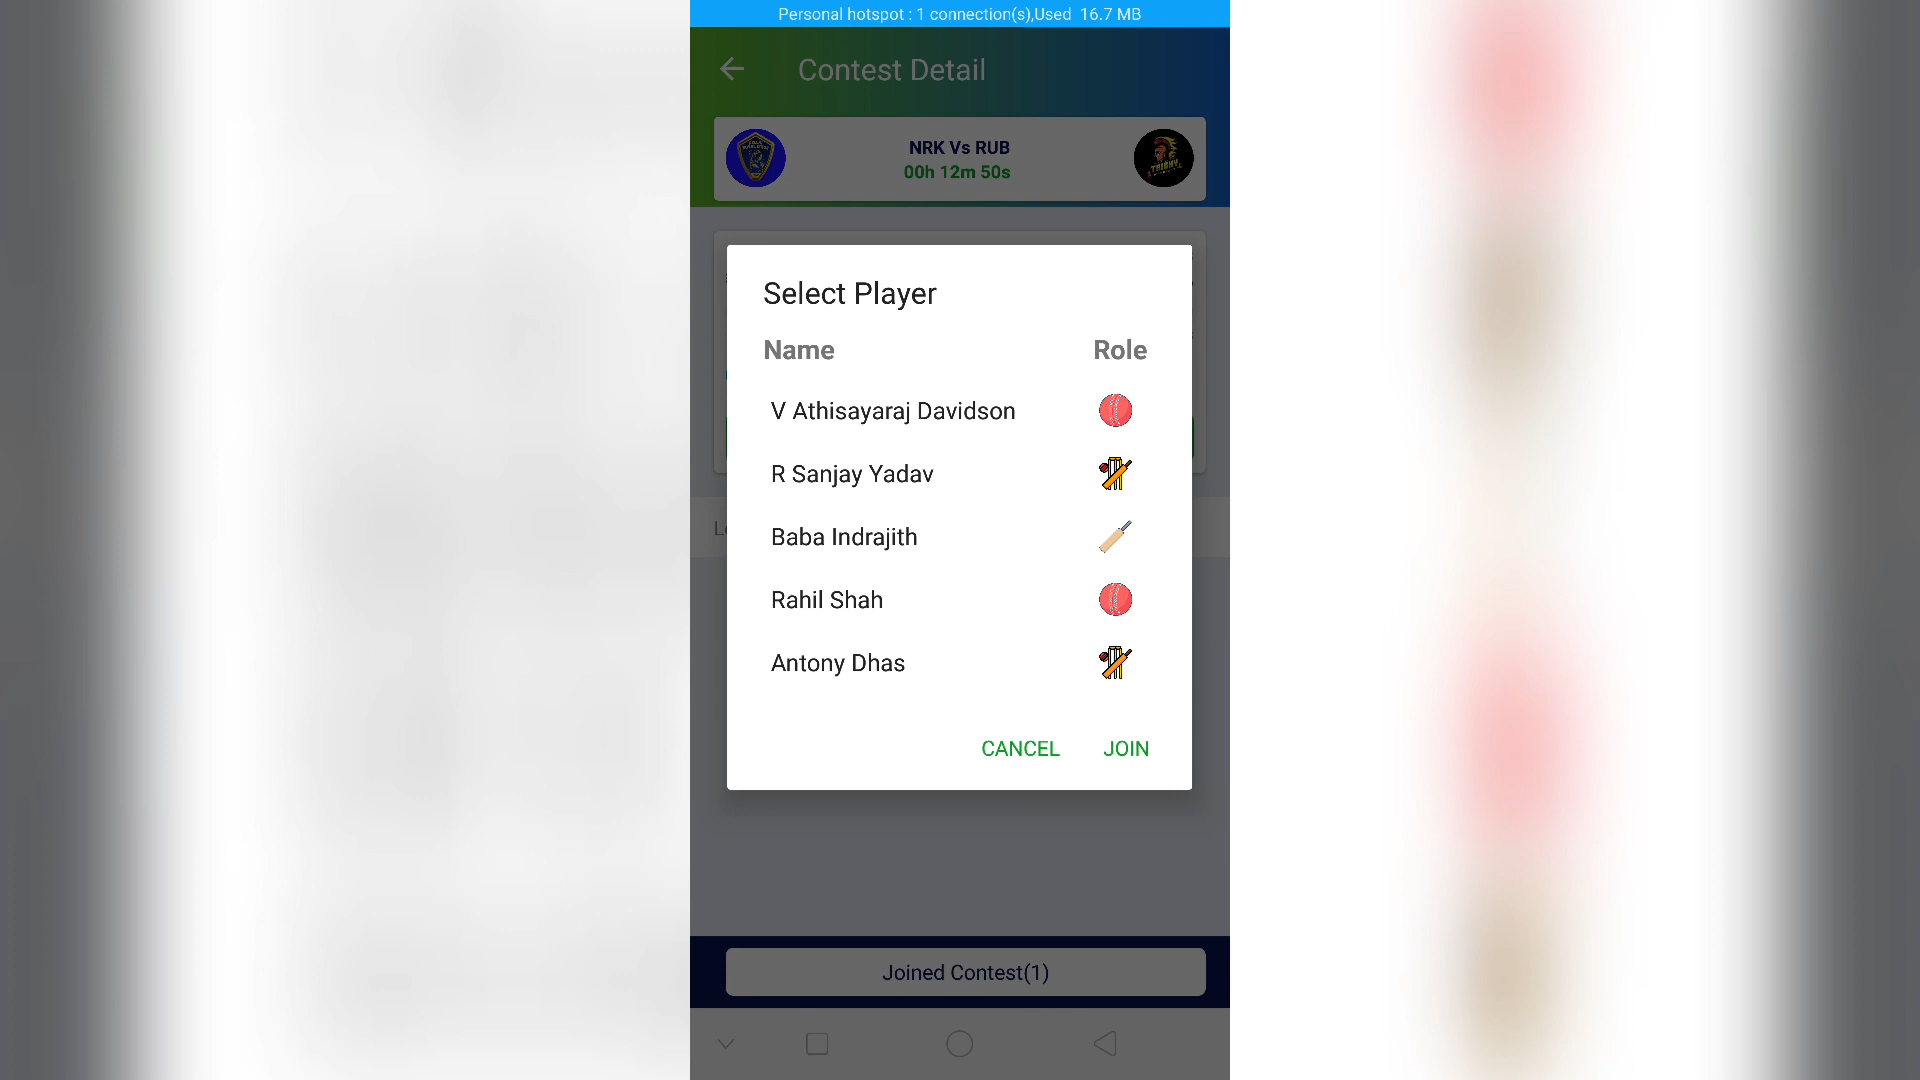 Personal hotspot : 1 connection(s),Used 16.7 MB
Contest Detail
NRK Vs RUB
00h 12m 50s
TRICHY
Select Player
Name Role
V Athisayaraj Davidson
R Sanjay Yadav
Baba Indrajith
Rahil Shah
Antony Dhas
CANCEL JOIN
Joined Contest(1)